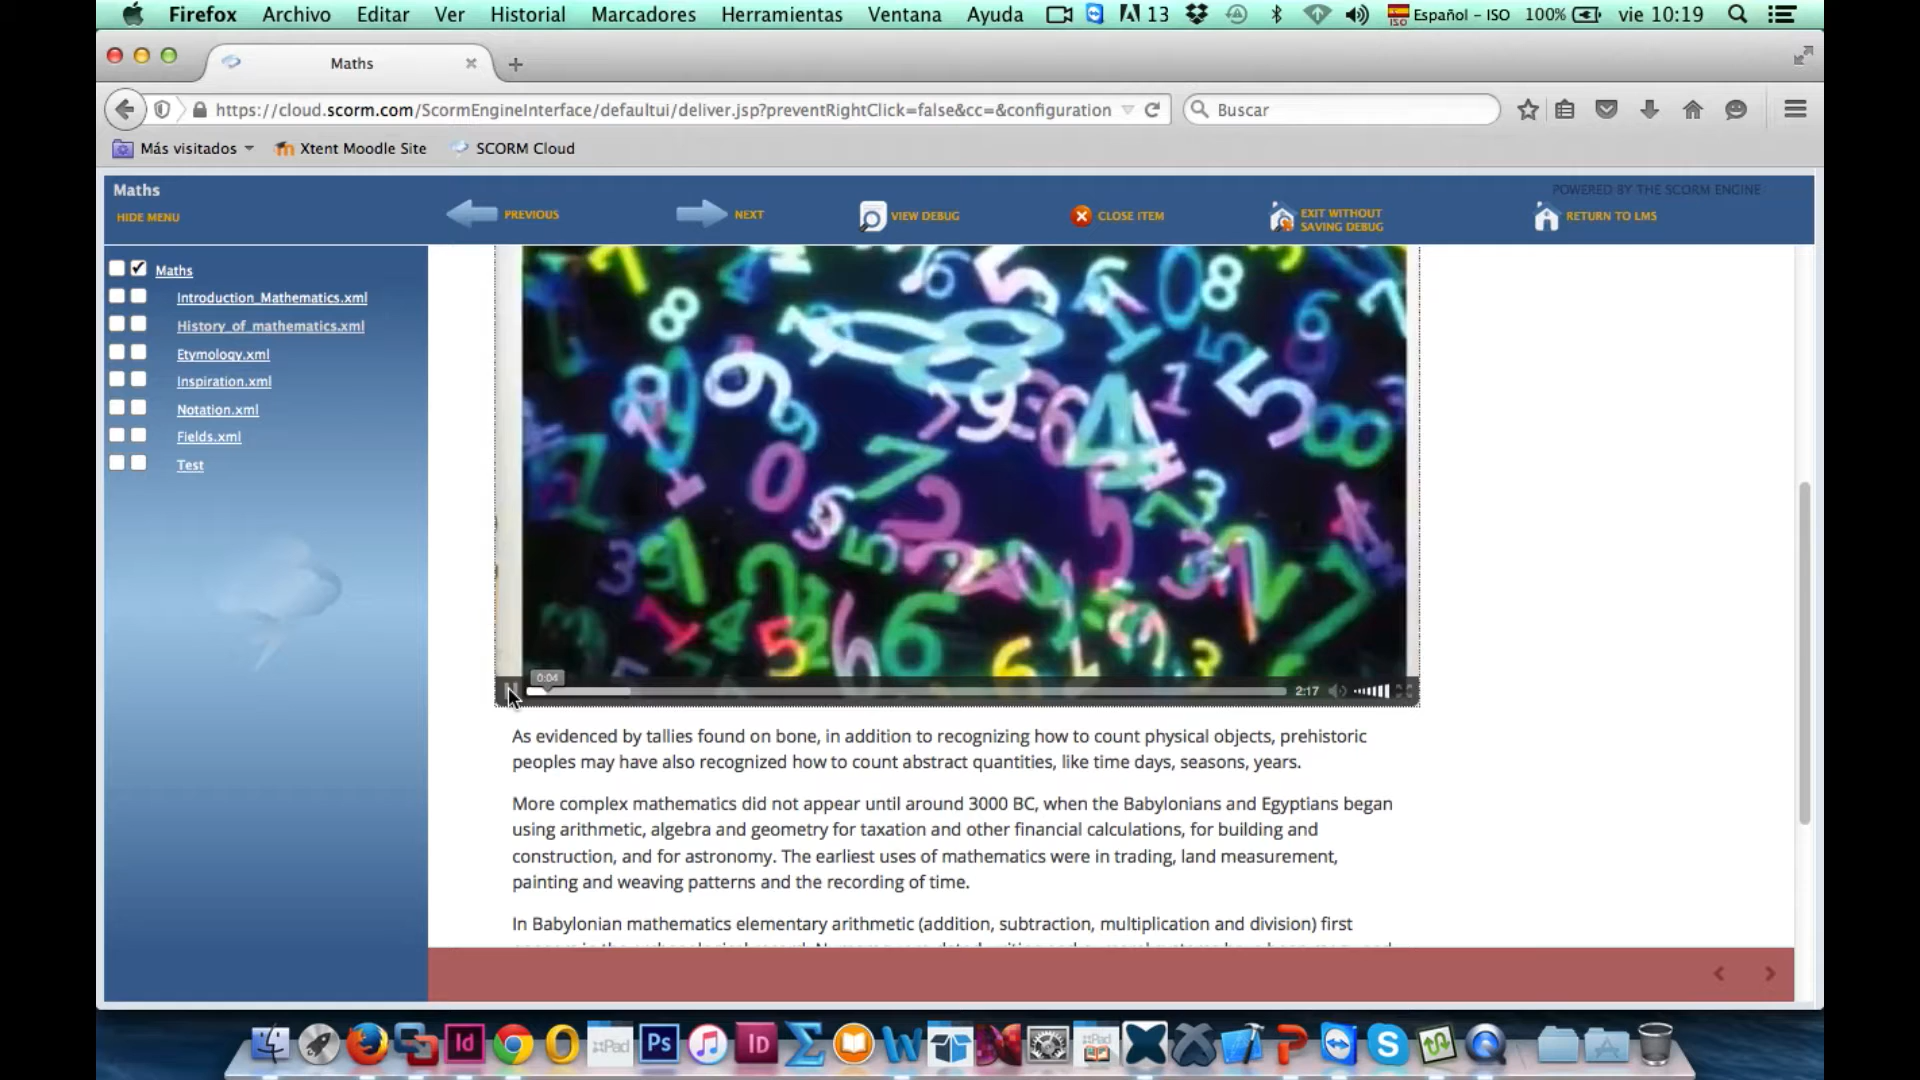 Firefox Archivo Editar Ver Historial Marcadores Herramientas Ventana Ayuda 13 Español - ISO 100% vie 10:19
Maths
https://cloud.scorm.com/ScormEngineInterface/defaultui/deliver.jsp?preventRightClick=false&cc=&configuration
Buscar
Más visitados Xtent Moodle Site SCORM Cloud
Maths
POWERED BY THE SCORM ENGINE
HIDE MENU
PREVIOUS
NEXT
VIEW DEBUG
CLOSE ITEM
EXIT WITHOUT
SAVING DEBUG
RETURN TO LMS
Maths
Introduction_Mathematics.xml
History_of_mathematics.xml
Etymology.xml
Inspiration.xml
Notation.xml
Fields.xml
Test
0:04
2:17
As evidenced by tallies found on bone, in addition to recognizing how to count physical objects, prehistoric
peoples may have also recognized how to count abstract quantities, like time days, seasons, years.
More complex mathematics did not appear until around 3000 BC, when the Babylonians and Egyptians began
using arithmetic, algebra and geometry for taxation and other financial calculations, for building and
construction, and for astronomy. The earliest uses of mathematics were in trading, land measurement,
painting and weaving patterns and the recording of time.
In Babylonian mathematics elementary arithmetic (addition, subtraction, multiplication and division) first